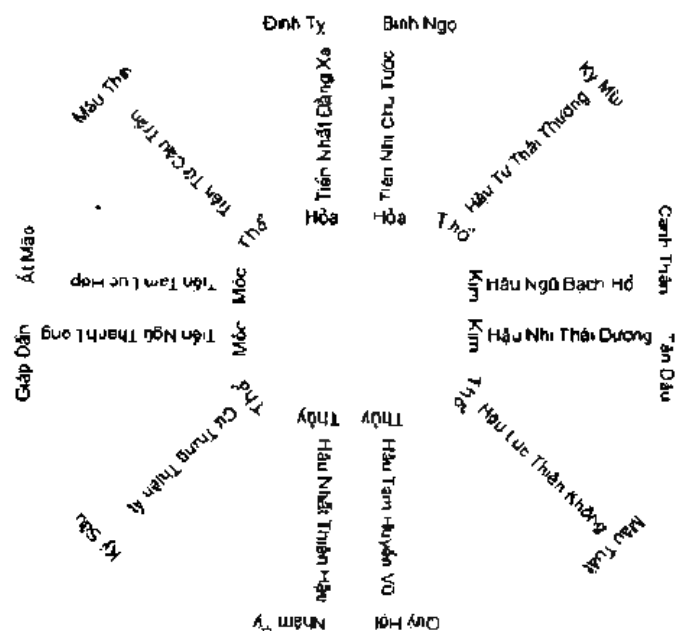 Đinh Tỵ
Bính Ngọ
Tiền Nhất Đằng Xa
Tiền Nhị Chu Tước
Hỏa
Hỏa
Kỷ Mùi
Hậu Tứ Thái Thường
Thổ
Canh Thân
Hậu Ngũ Bạch Hổ
Kim
Tân Dậu
Hậu Nhị Thái Dương
Kim
Mậu Tuất
Hậu Lục Thiên Không
Thổ
Quý Hợi
Hậu Tam Huyền Vũ
Thủy
Nhâm Tý
Hậu Nhất Thiên Hậu
Thủy
Kỷ Sửu
Cư Trung Thiên Ất
Thổ
Giáp Dần
Tiền Ngũ Thanh Long
Mộc
Ất Mão
Tiền Tam Lục Hợp
Mộc
Mậu Thìn
Tiền Tứ Câu Trần
Thổ